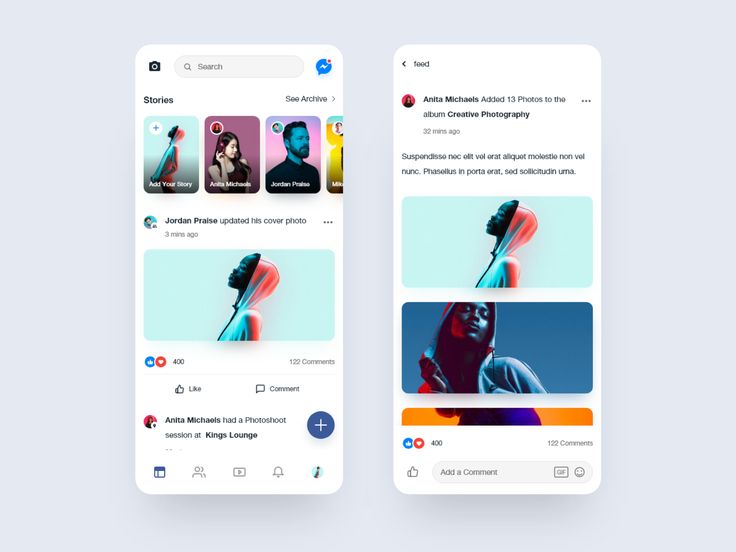 Search
Stories
See Archive
Add Your Story
Anita Michaels
Jordan Praise
Jordan Praise updated his cover photo
3 mins ago
400
122 Comments
Like
Comment
Anita Michaels had a Photoshoot
session at Kings Lounge
feed
Anita Michaels Added 13 Photos to the
album Creative Photography
32 mins ago
Suspendisse nec elit vel erat aliquet molestie non vel
nunc. Phasellus in porta erat, sed sollicitudin urna.
400
122 Comments
Add a Comment
GIF